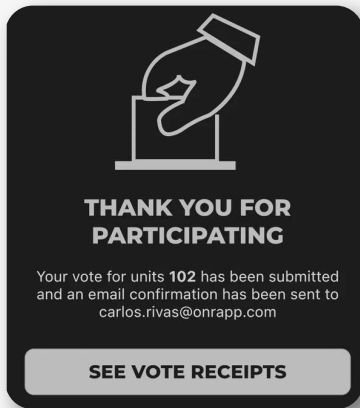 THANK YOU FOR
PARTICIPATING
Your vote for units 102 has been submitted
and an email confirmation has been sent to
carlos.rivas@onrapp.com
SEE VOTE RECEIPTS